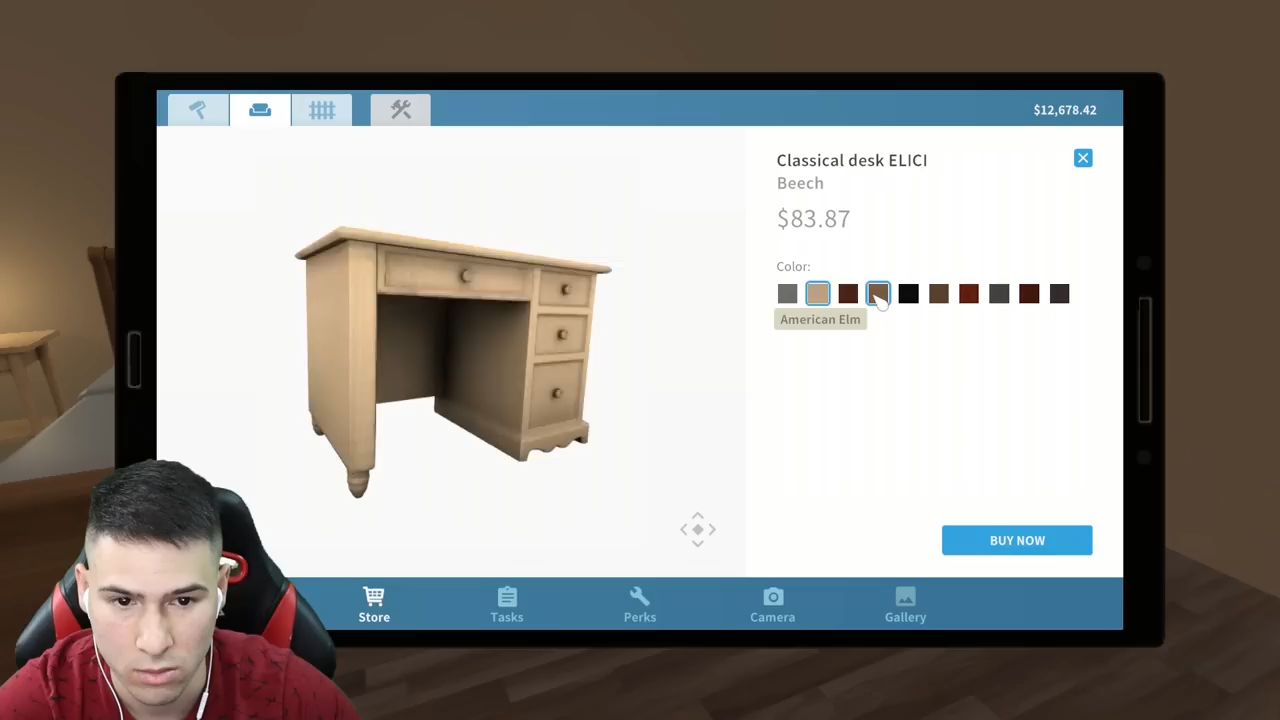 $12,678.42
Classical desk ELICI
Beech
$83.87
Color:
American Elm
BUY NOW
Store
Tasks
Perks
Camera
Gallery